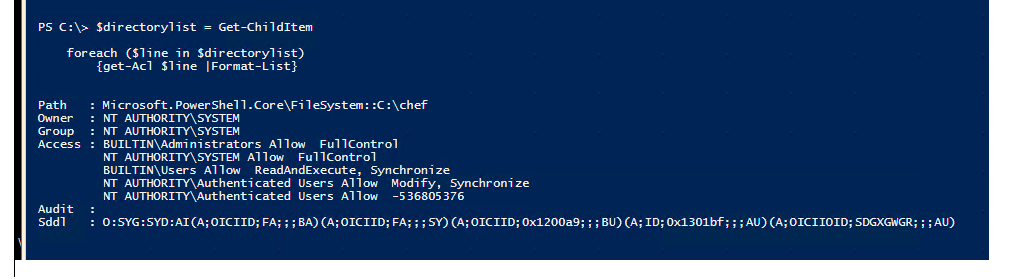 PS C:\> $directorylist = Get-ChildItem
foreach ($line in $directorylist)
{get-Acl $line |Format-List}
Path : Microsoft.PowerShell.Core\FileSystem::C:\chef
Owner : NT AUTHORITY\SYSTEM
Group : NT AUTHORITY\SYSTEM
Access : BUILTIN\Administrators Allow FullControl
NT AUTHORITY\SYSTEM Allow FullControl
BUILTIN\Users Allow ReadAndExecute, Synchronize
NT AUTHORITY\Authenticated Users Allow Modify, Synchronize
NT AUTHORITY\Authenticated Users Allow -536805376
Audit :
Sddl : O:SYG:SYD:AI(A;OICIID;FA;;;BA)(A;OICIID;FA;;;SY)(A;OICIID;0x1200a9;;;BU)(A;ID;0x1301bf;;;AU)(A;OICIIOID;SDGXGWGR;;;AU)